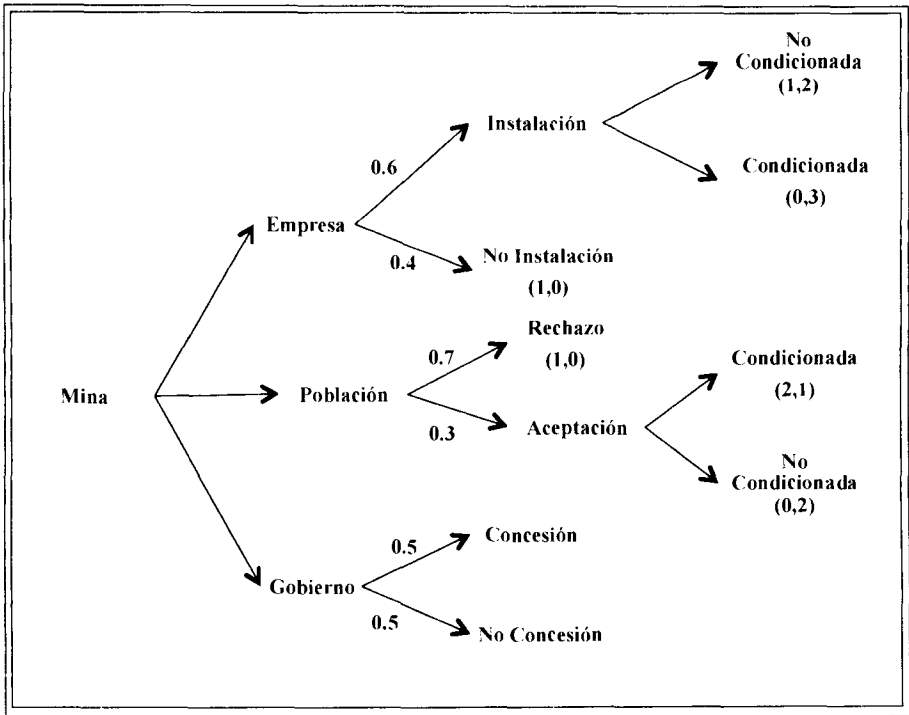 No
Condicionada
(1,2)
Instalación
0.6
Condicionada
(0,3)
Empresa
0.4
No Instalación
(1,0)
Rechazo
(1,0)
0.7
Condicionada
(2,1)
Mina
Población
0.3
Aceptación
No
Condicionada
(0,2)
Concesión
0.5
Gobierno
0.5
No Concesión